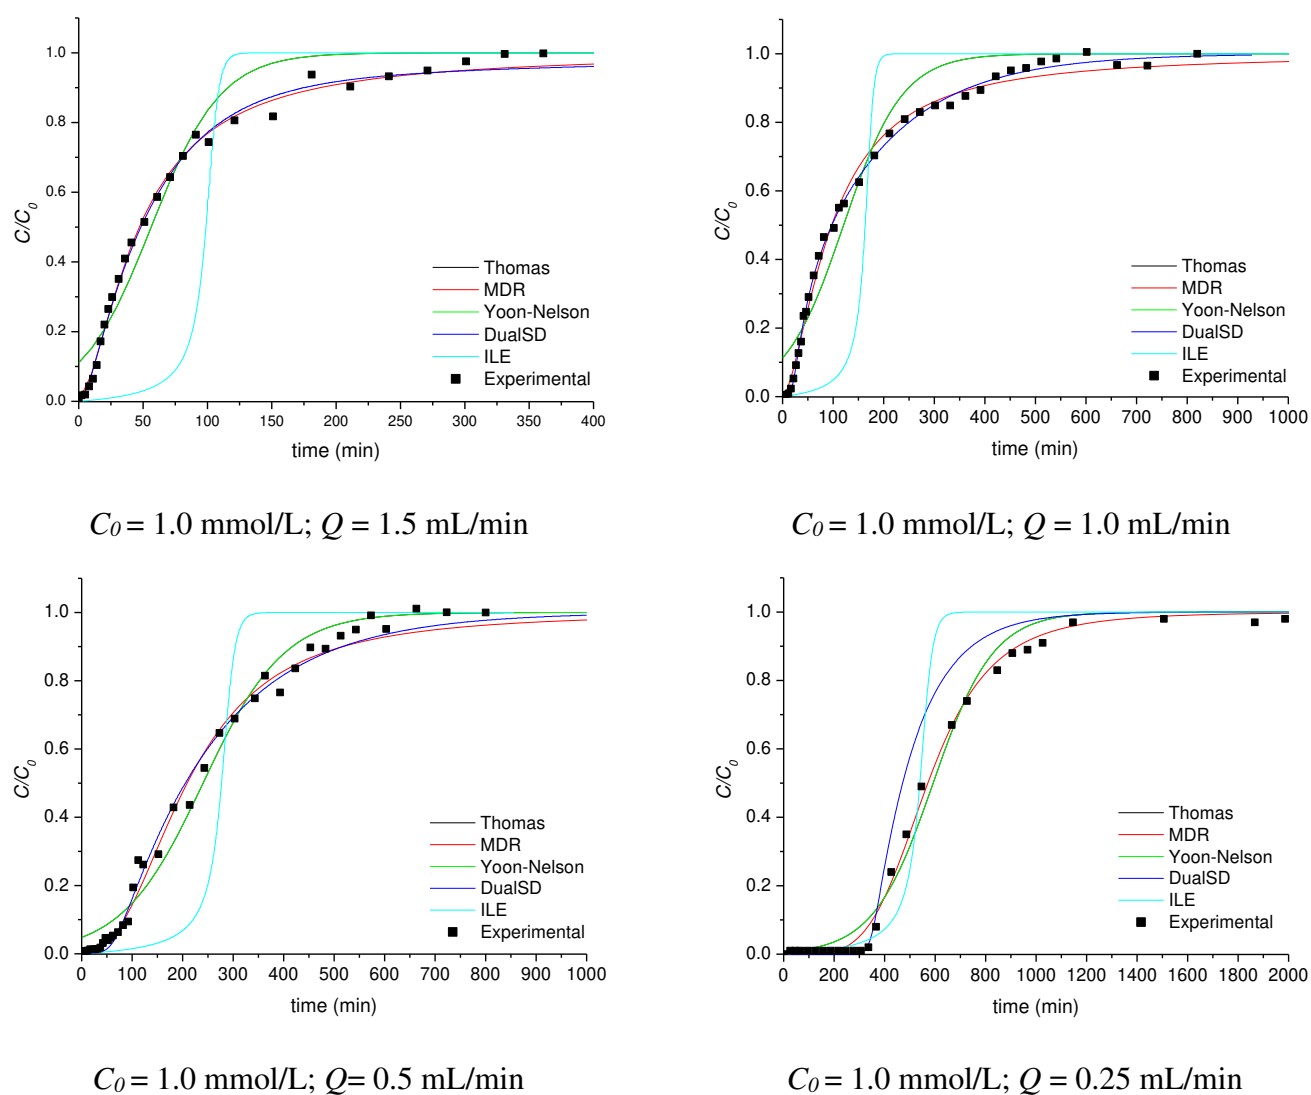 1.0
0.8
0.6
0.4
0.2
0.0
C/C0
0 50 100 150 200 250 300 350 400
time (min)
Thomas
MDR
Yoon-Nelson
DualSD
ILE
Experimental
C0 = 1.0 mmol/L; Q = 1.5 mL/min
1.0
0.8
0.6
0.4
0.2
0.0
C/C0
0 100 200 300 400 500 600 700 800 900 1000
time (min)
Thomas
MDR
Yoon-Nelson
DualSD
ILE
Experimental
C0 = 1.0 mmol/L; Q = 1.0 mL/min
1.0
0.8
0.6
0.4
0.2
0.0
C/C0
0 100 200 300 400 500 600 700 800 900 1000
time (min)
Thomas
MDR
Yoon-Nelson
DualSD
ILE
Experimental
C0 = 1.0 mmol/L; Q= 0.5 mL/min
1.0
0.8
0.6
0.4
0.2
0.0
C/C0
0 200 400 600 800 1000 1200 1400 1600 1800 2000
time (min)
Thomas
MDR
Yoon-Nelson
DualSD
ILE
Experimental
C0 = 1.0 mmol/L; Q = 0.25 mL/min